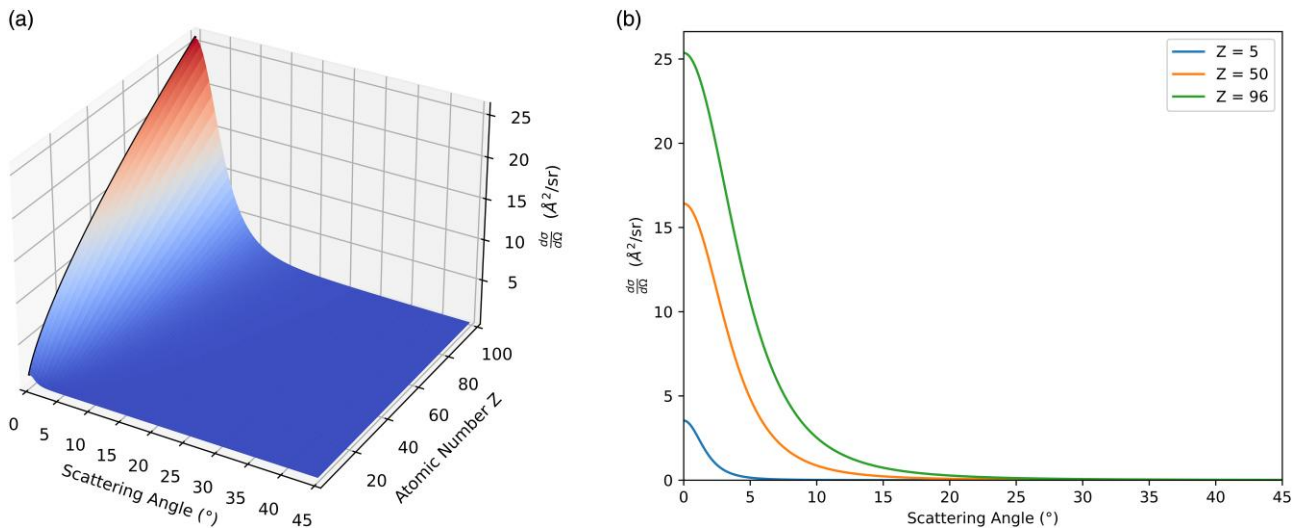 (a)
25
20
15
10
5
dσ/dΩ (Å²/sr)
0
5
10
15
20
25
30
35
40
45
Scattering Angle (°)
20
40
60
80
100
Atomic Number Z
(b)
Z = 5
Z = 50
Z = 96
25
20
15
10
5
0
dσ/dΩ (Å²/sr)
0 5 10 15 20 25 30 35 40 45
Scattering Angle (°)